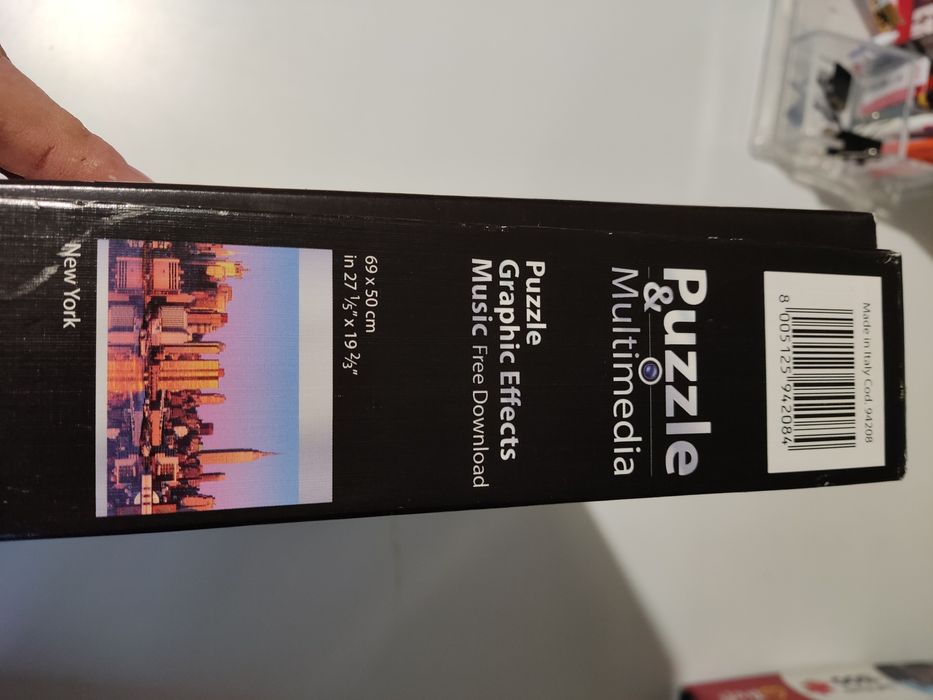 Made in Italy Cod. 94208
8 005125 942084
Puzzle
& Multimedia
Puzzle
Graphic Effects
Music Free Download
69 x 50 cm
in 27 1/5" x 19 2/3"
New York